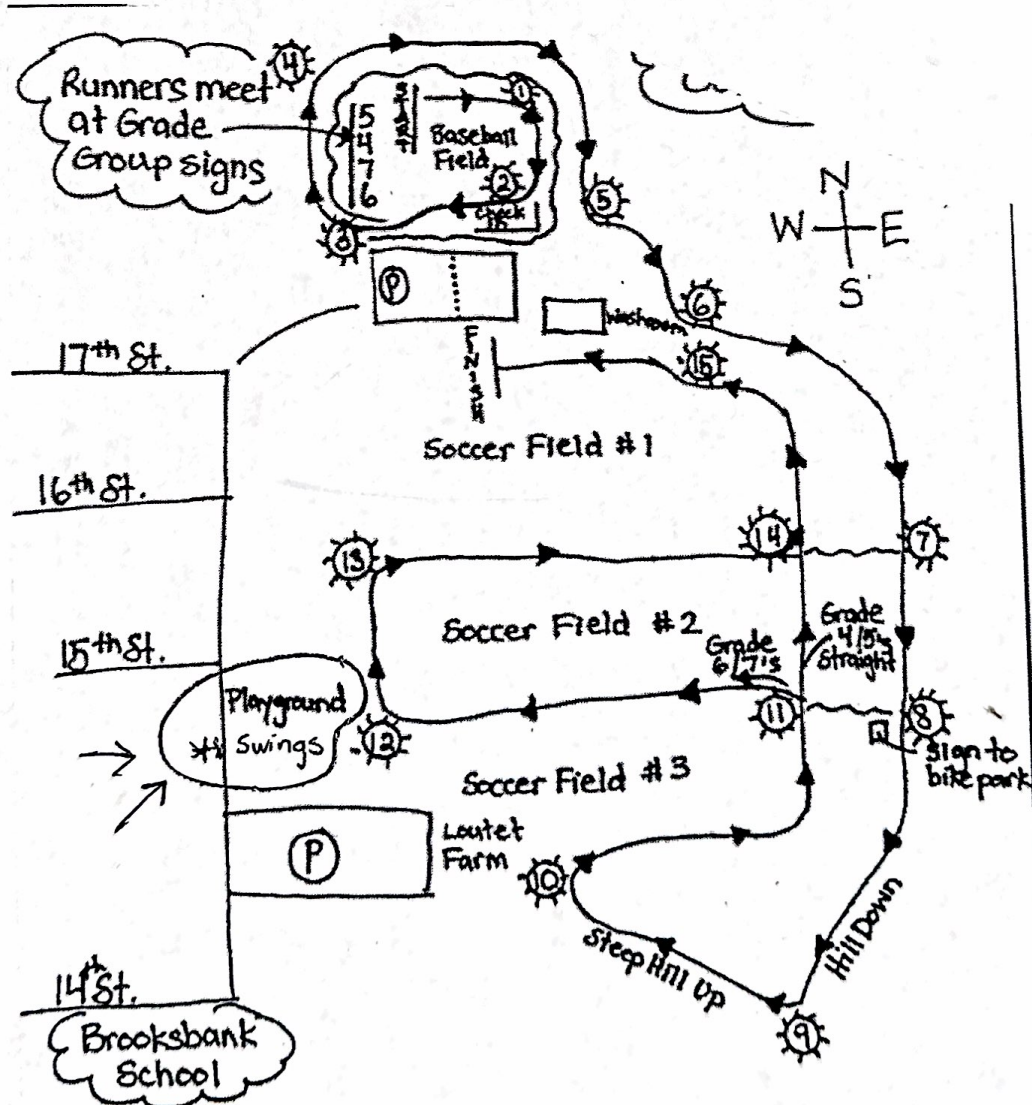 4
Runners meet
at Grade
Group signs
5
4
7
6
Start
1
Baseball
Field
2
Check
In
3
5
N
W E
S
P
6
Washroom
17th St.
FINISH
15
Soccer Field #1
16th St.
14
7
13
Soccer Field #2
Grade
4/5's
Straight
Grade
6/7's
15th St.
Playground
Swings
12
11
8
Sign to
bike park
Soccer Field #3
P
Loutet
Farm
10
Hill Down
Steep Hill Up
9
14th St.
Brooksbank
School